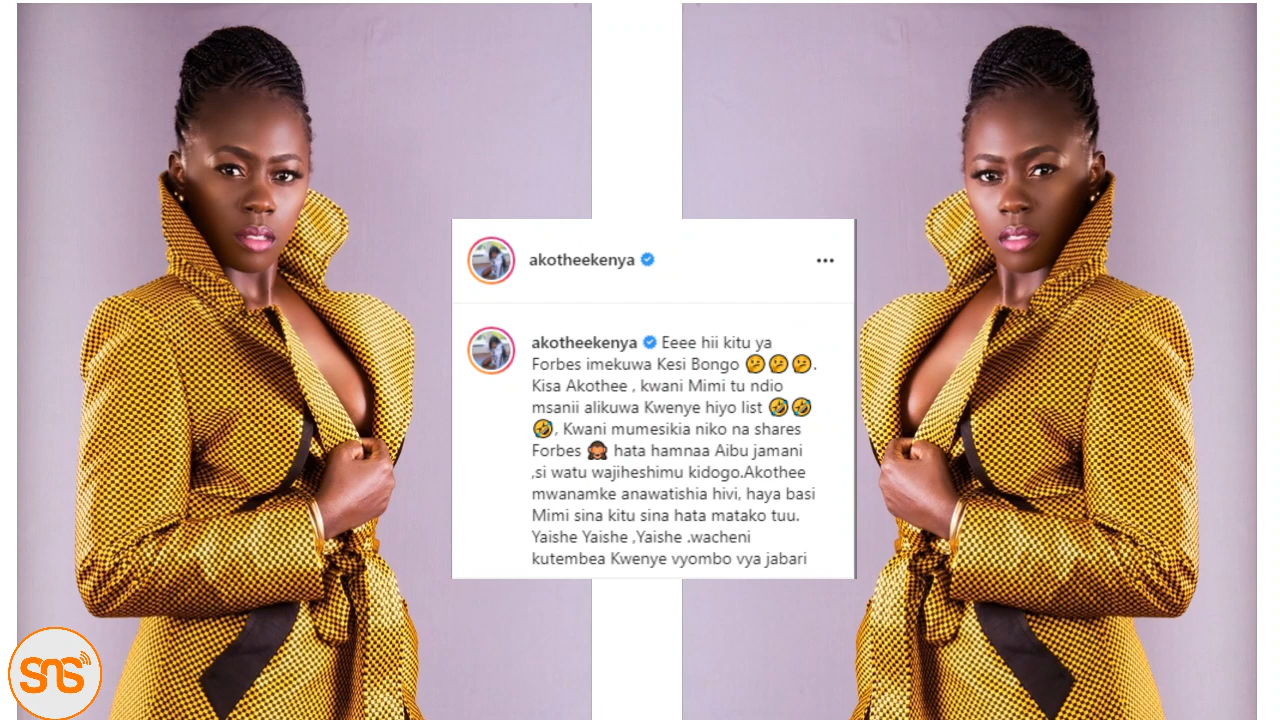 akotheekenya
akotheekenya Eeee hii kitu ya
Forbes imekuwa Kesi Bongo 🫤🫤🫤.
Kisa Akothee , kwani Mimi tu ndio
msanii alikuwa Kwenye hiyo list 🤣🤣
🤣, Kwani mumesikia niko na shares
Forbes 🙈 hata hamnaa Aibu jamani
,si watu wajiheshimu kidogo.Akothee
mwanamke anawatishia hivi, haya basi
Mimi sina kitu sina hata matako tuu.
Yaishe Yaishe ,Yaishe .wacheni
kutembea Kwenye vyombo vya jabari
SNS